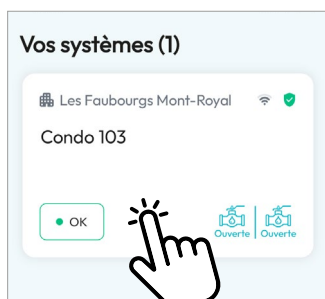 Vos systèmes (1)
Les Faubourgs Mont-Royal
Condo 103
OK
Ouverte Ouverte